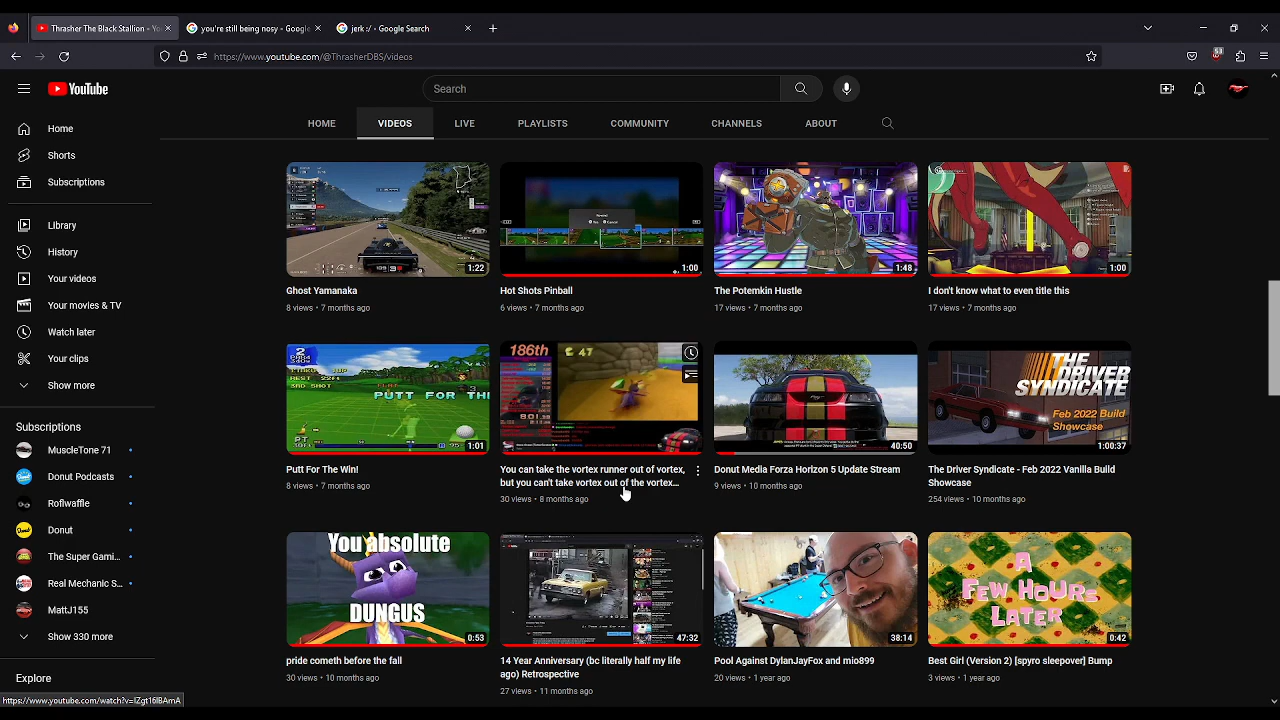 Thrasher The Black Stallion - Yo
you're still being nosy - Google
jerk :/ - Google Search
https://www.youtube.com/@ThrasherDBS/videos
53
YouTube
Search
HOME
VIDEOS
LIVE
PLAYLISTS
COMMUNITY
CHANNELS
ABOUT
Home
Shorts
Subscriptions
Library
History
Your videos
Your movies & TV
Watch later
Your clips
Show more
Subscriptions
MuscleTone 71
Donut Podcasts
Roflwaffle
Donut
The Super Gami...
Real Mechanic S...
MattJ155
Show 330 more
Explore
1:22
Ghost Yamanaka
8 views • 7 months ago
1:00
Hot Shots Pinball
6 views • 7 months ago
1:48
The Potemkin Hustle
17 views • 7 months ago
1:00
I don't know what to even title this
17 views • 7 months ago
PUTT FOR THE
1:01
Putt For The Win!
8 views • 7 months ago
186th
47
You can take the vortex runner out of vortex,
but you can't take vortex out of the vortex...
30 views • 8 months ago
40:50
Donut Media Forza Horizon 5 Update Stream
9 views • 10 months ago
THE
DRIVER
SYNDICATE
Feb 2022 Build
Showcase
1:00:37
The Driver Syndicate - Feb 2022 Vanilla Build
Showcase
254 views • 10 months ago
You absolute
DUNGUS
0:53
pride cometh before the fall
30 views • 10 months ago
47:32
14 Year Anniversary (bc literally half my life
ago) Retrospective
27 views • 11 months ago
38:14
Pool Against DylanJayFox and mio899
20 views • 1 year ago
A
FEW HOURS
LATER
0:42
Best Girl (Version 2) [spyro sleepover] Bump
3 views • 1 year ago
https://www.youtube.com/watch?v=IZgt16lBAmA